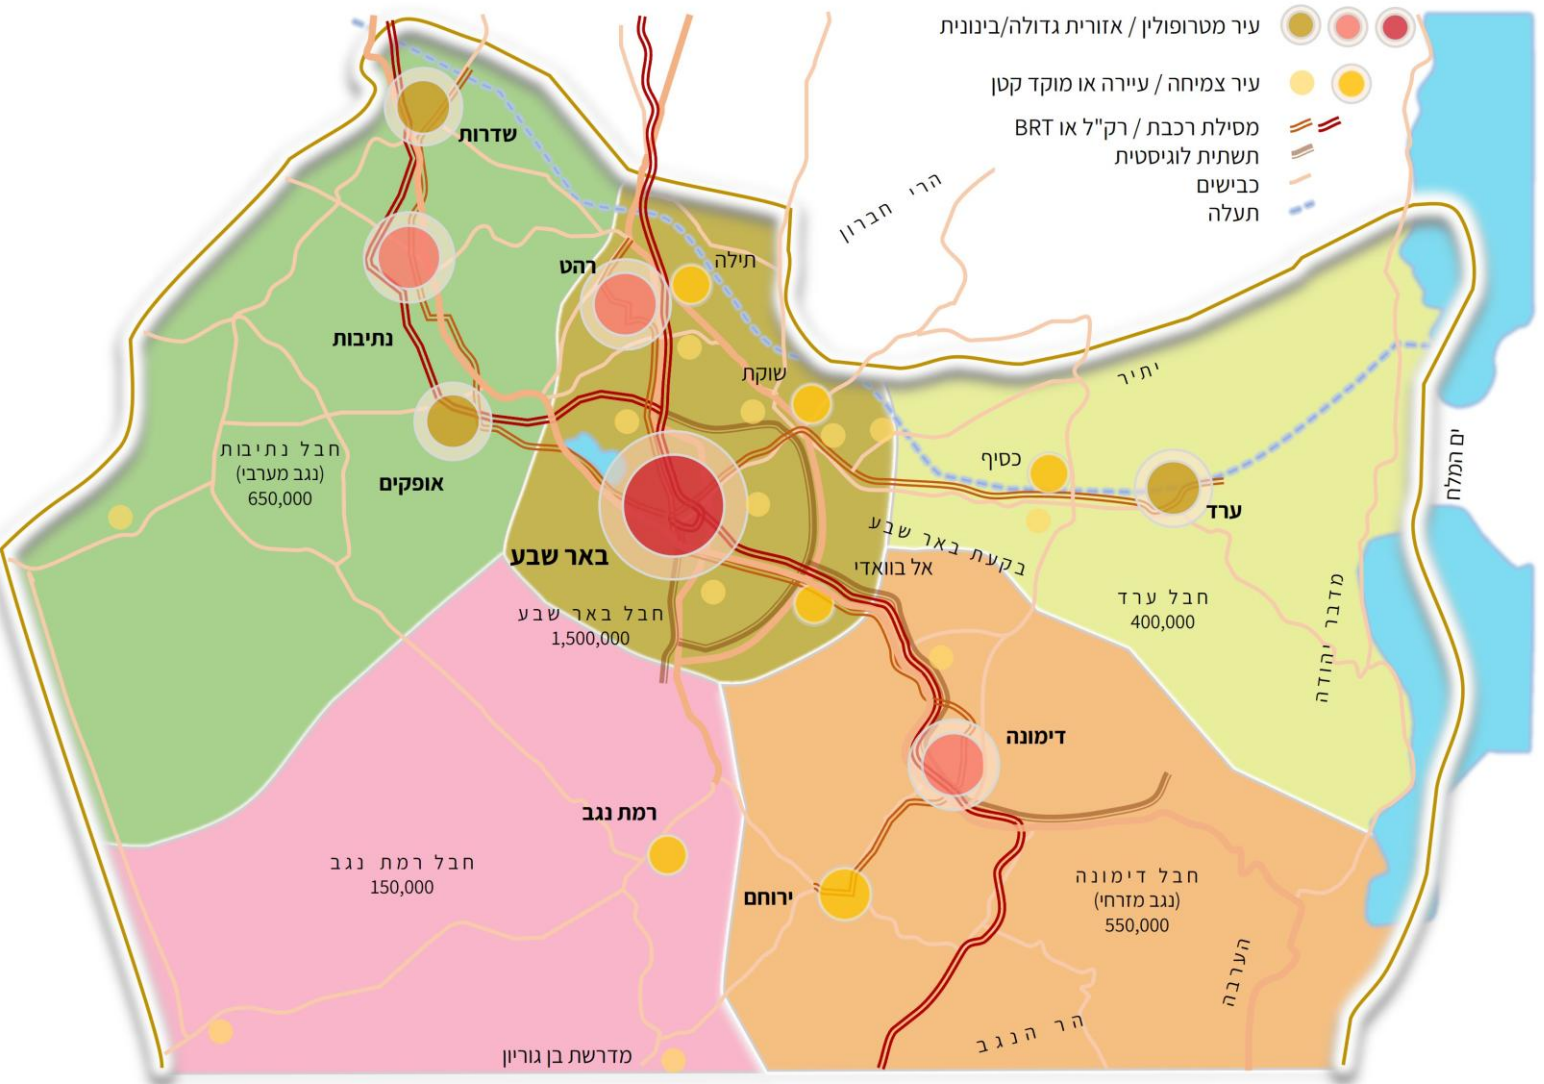 עיר מטרופולין / אזורית גדולה/בינונית
עיר צמיחה / עיירה או מוקד קטן
מסילת רכבת / רק"ל או BRT
תשתית לוגיסטית
כבישים
תעלה
הרי חברון
שדרות
תילה
רהט
נתיבות
שוקת
יתיר
ים המלח
חבל נתיבות
(נגב מערבי)
650,000
אופקים
כסיף
ערד
בקעת באר שבע
באר שבע
אל בוואדי
חבל באר שבע
1,500,000
חבל ערד
400,000
מדבר יהודה
דימונה
רמת נגב
חבל רמת נגב
150,000
ירוחם
חבל דימונה
(נגב מזרחי)
550,000
הערבה
הר הנגב
מדרשת בן גוריון